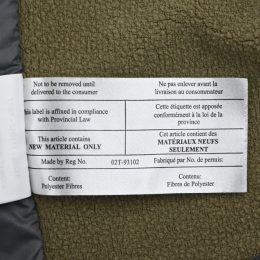 Not to be removed until
delivered to the consumer
Ne pas enlever avant la
livraison au consommateur
This label is affixed in compliance
with Provincial Law
Cette étiquette est apposée
conformément à la loi de la
province
This article contains
NEW MATERIAL ONLY
Cet article contient des
MATÉRIAUX NEUFS
SEULEMENT
Made by Reg No. 02T-93102 Fabriqué par No. de permis:
Content:
Polyester Fibres
Contenu:
Fibres de Polyester